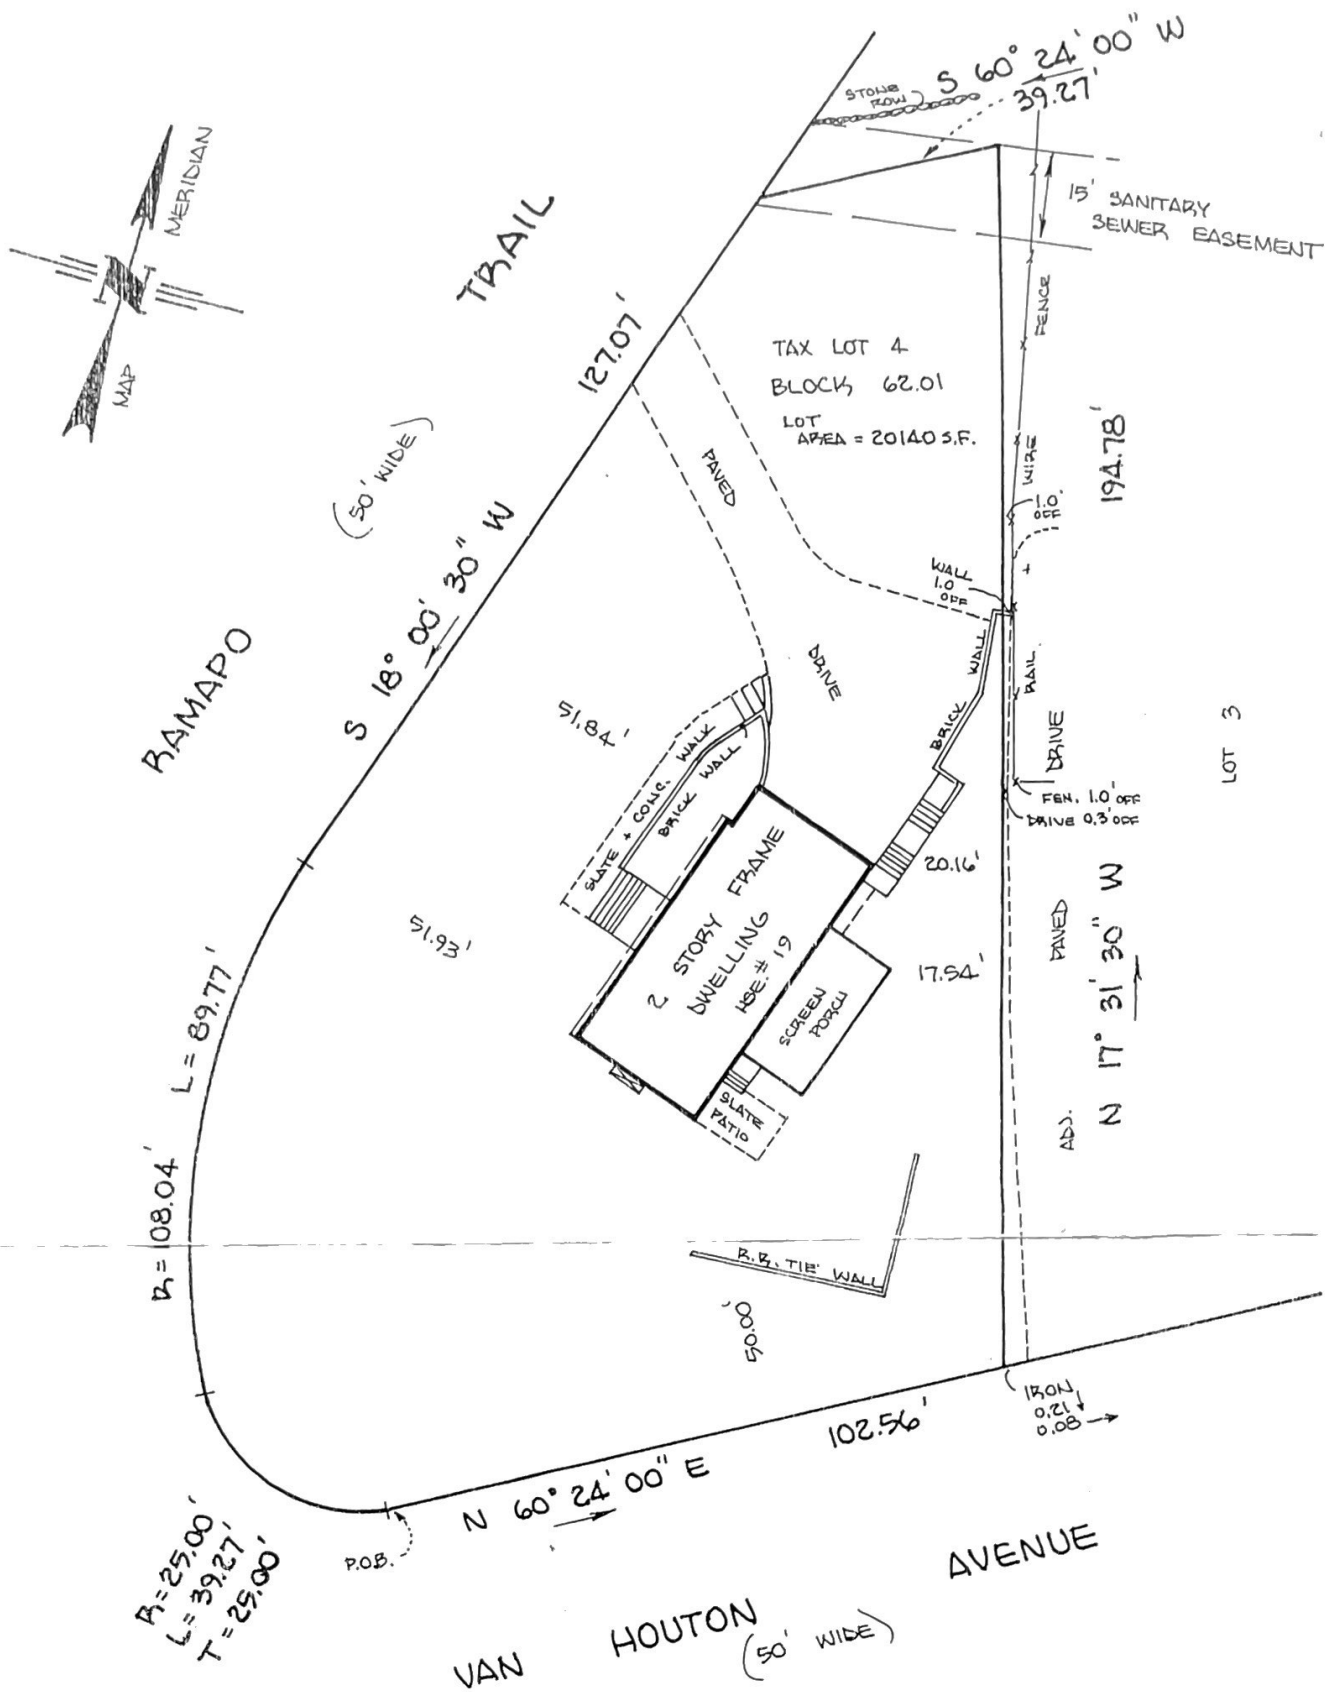 S 60° 24' 00" W
39.27'
STONE
ROW
15' SANITARY
SEWER EASEMENT
MERIDIAN
MAP
TRAIL
127.07'
(50' WIDE)
TAX LOT 4
BLOCK 62.01
LOT
AREA = 20140 S.F.
FENCE
WIRE
194.78'
1.0'
OFF
+
RAIL
PAVED
DRIVE
WALL
1.0
OFF
S 18° 00' 30" W
RAMAPO
51.84'
BRICK WALL
DRIVE
LOT 3
FEN. 1.0' OFF
DRIVE 0.3' OFF
SLATE + CONC. WALK
BRICK WALL
20.16'
51.93'
2 STORY FRAME
DWELLING
HSE. # 19
17.54'
SCREEN
PORCH
SLATE
PATIO
PAVED
ADJ.
N 17° 31' 30" W
L = 89.77'
R = 108.04'
R.R. TIE WALL
50.00'
IRON
0.21
0.08
102.56'
N 60° 24' 00" E
P.O.B.
R = 25.00'
L = 39.27'
T = 25.00'
VAN HOUTON AVENUE
(50' WIDE)